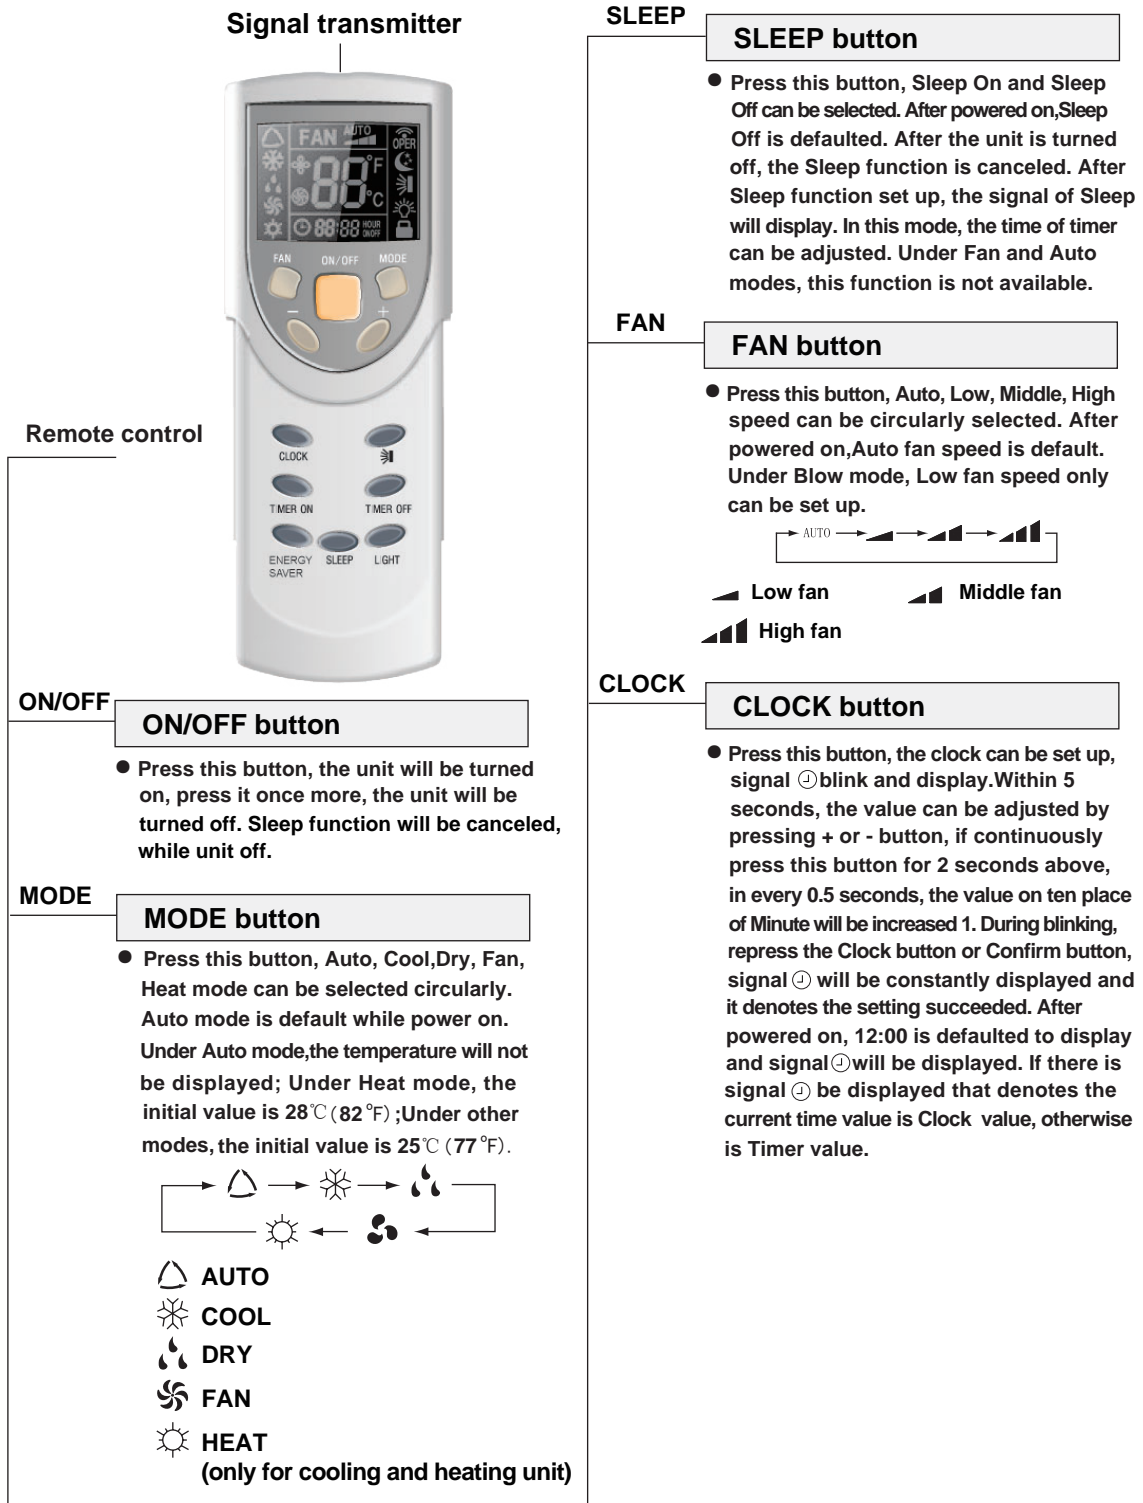 Signal transmitter
FAN AUTO
OPER
88°F
°C
88:88 HOUR
ON/OFF
FAN ON/OFF MODE
- +
Remote control
CLOCK
TIMER ON TIMER OFF
ENERGY SAVER SLEEP LIGHT
ON/OFF
ON/OFF button
● Press this button, the unit will be turned
on, press it once more, the unit will be
turned off. Sleep function will be canceled,
while unit off.
MODE
MODE button
● Press this button, Auto, Cool,Dry, Fan,
Heat mode can be selected circularly.
Auto mode is default while power on.
Under Auto mode,the temperature will not
be displayed; Under Heat mode, the
initial value is 28℃(82°F);Under other
modes, the initial value is 25℃(77°F).
AUTO
COOL
DRY
FAN
HEAT
(only for cooling and heating unit)
SLEEP
SLEEP button
● Press this button, Sleep On and Sleep
Off can be selected. After powered on,Sleep
Off is defaulted. After the unit is turned
off, the Sleep function is canceled. After
Sleep function set up, the signal of Sleep
will display. In this mode, the time of timer
can be adjusted. Under Fan and Auto
modes, this function is not available.
FAN
FAN button
● Press this button, Auto, Low, Middle, High
speed can be circularly selected. After
powered on,Auto fan speed is default.
Under Blow mode, Low fan speed only
can be set up.
AUTO
Low fan Middle fan
High fan
CLOCK
CLOCK button
● Press this button, the clock can be set up,
signal blink and display.Within 5
seconds, the value can be adjusted by
pressing + or - button, if continuously
press this button for 2 seconds above,
in every 0.5 seconds, the value on ten place
of Minute will be increased 1. During blinking,
repress the Clock button or Confirm button,
signal will be constantly displayed and
it denotes the setting succeeded. After
powered on, 12:00 is defaulted to display
and signal will be displayed. If there is
signal be displayed that denotes the
current time value is Clock value, otherwise
is Timer value.